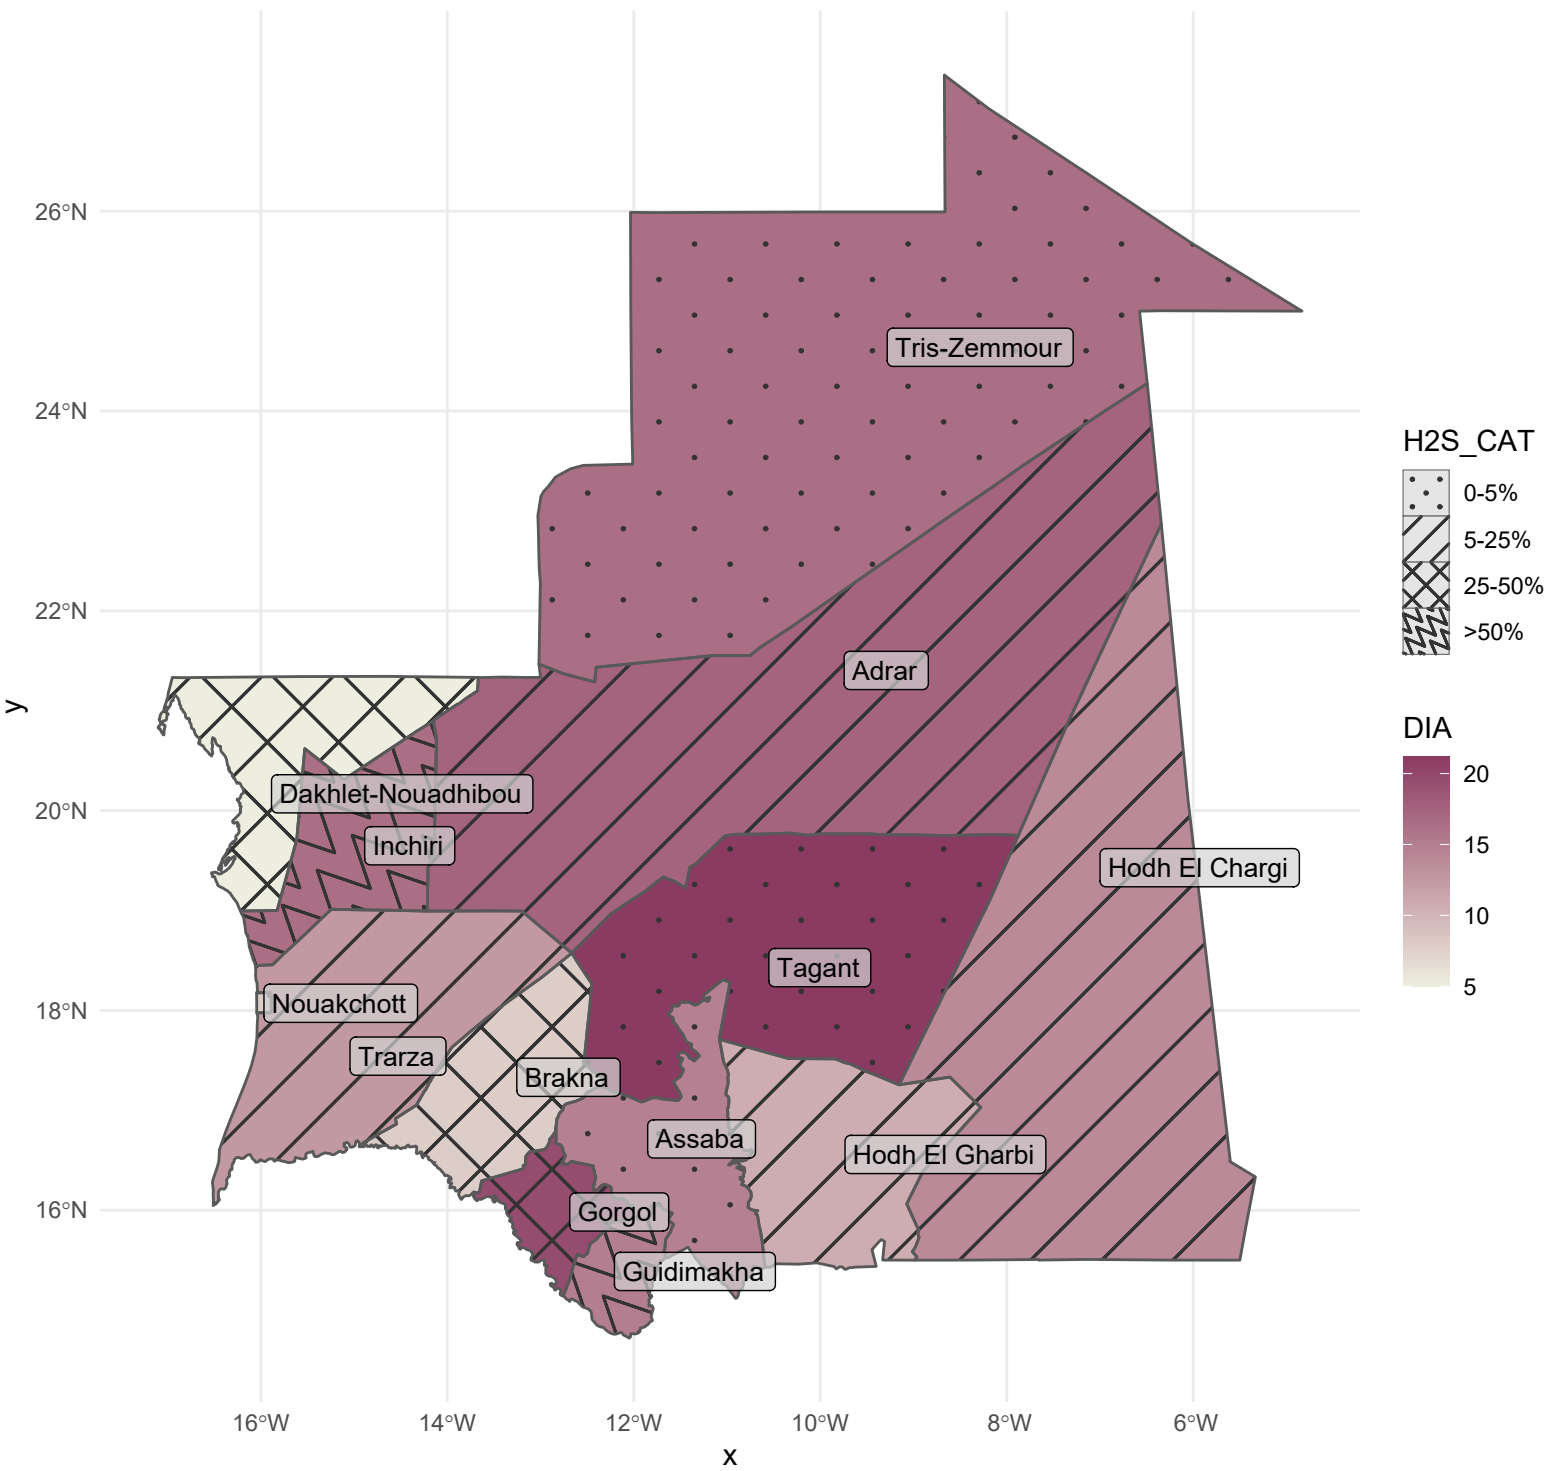 26°N
Tris-Zemmour
24°N
22°N
Adrar
20°N
Dakhlet-Nouadhibou
Inchiri
Hodh El Chargi
Tagant
18°N
Nouakchott
Trarza
Brakna
Assaba
Hodh El Gharbi
16°N
Gorgol
Guidimakha
16°W 14°W 12°W 10°W 8°W 6°W
x
y
H2S_CAT
0-5%
5-25%
25-50%
>50%
DIA
20
15
10
5